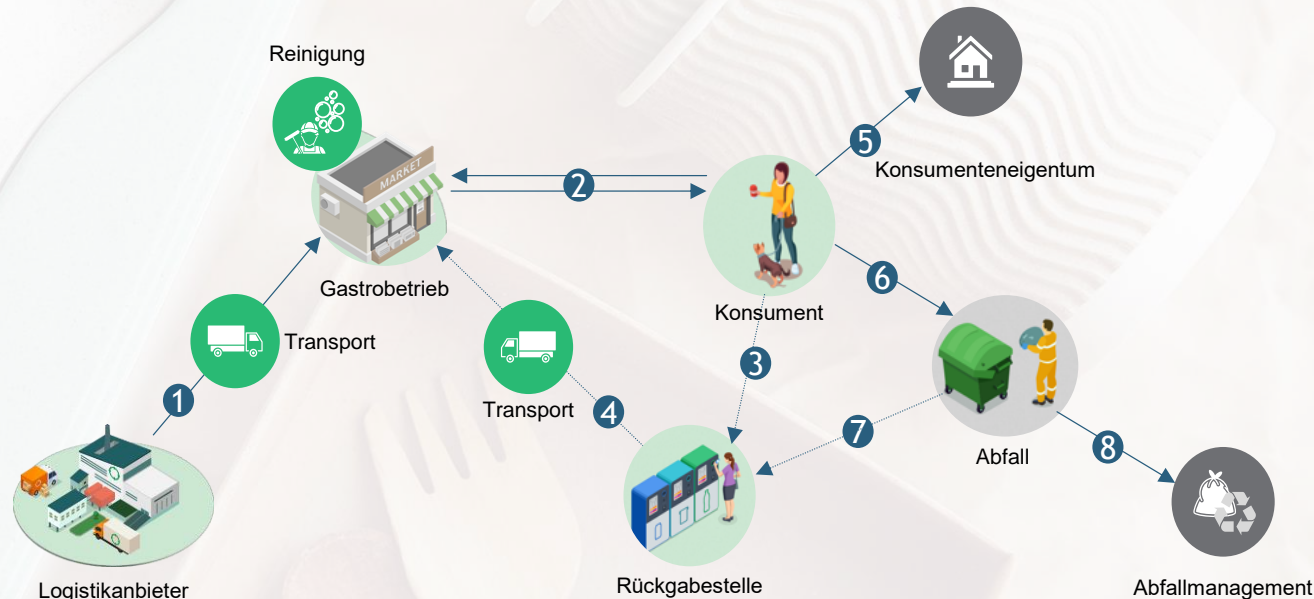 Reinigung
MARKET
5
Konsumenteneigentum
2
Gastrobetrieb
6
Konsument
Transport
3
1
Transport
4
7
Abfall
8
Logistikanbieter
Rückgabestelle
Abfallmanagement